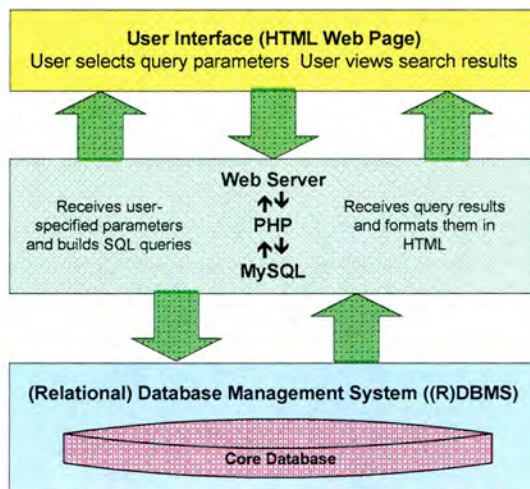 User Interface (HTML Web Page)
User selects query parameters User views search results
Receives user-
specified parameters
and builds SQL queries
Web Server
PHP
MySQL
Receives query results
and formats them in
HTML
(Relational) Database Management System ((R)DBMS)
Core Database